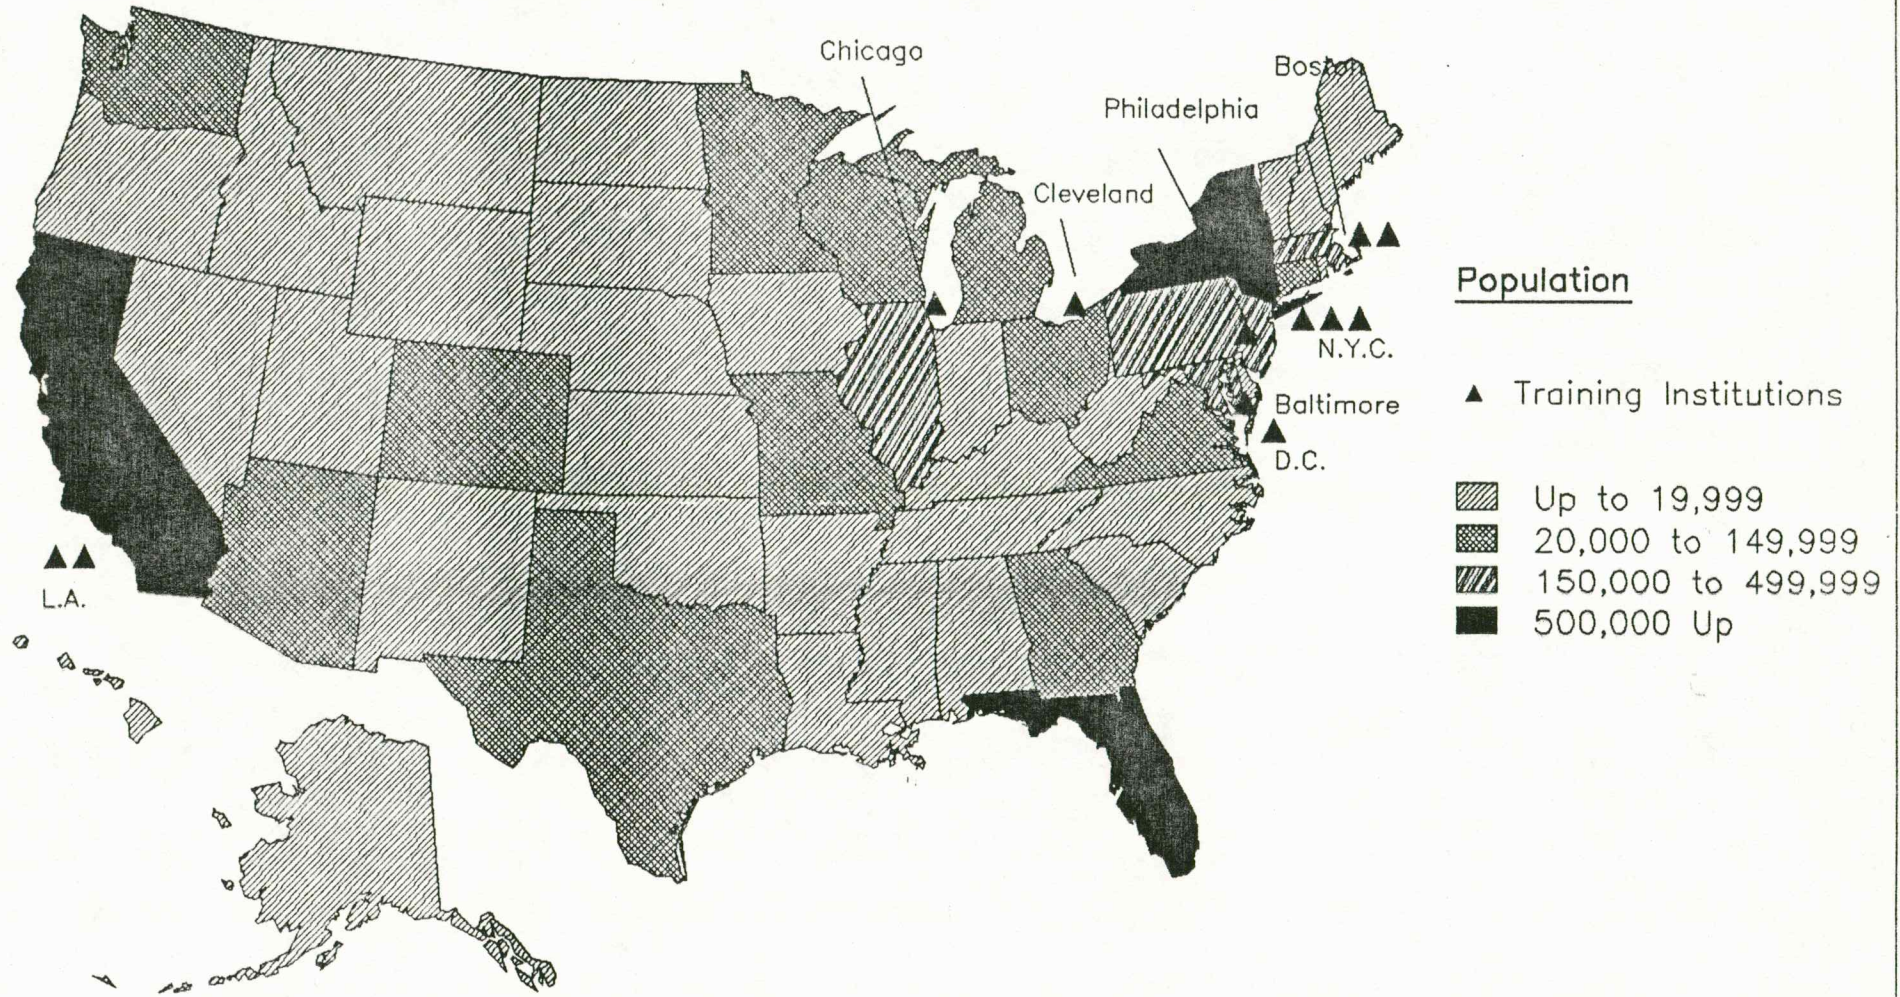 Chicago
Boston
Philadelphia
Cleveland
N.Y.C.
Baltimore
D.C.
L.A.
Population
▲ Training Institutions
Up to 19,999
20,000 to 149,999
150,000 to 499,999
500,000 Up